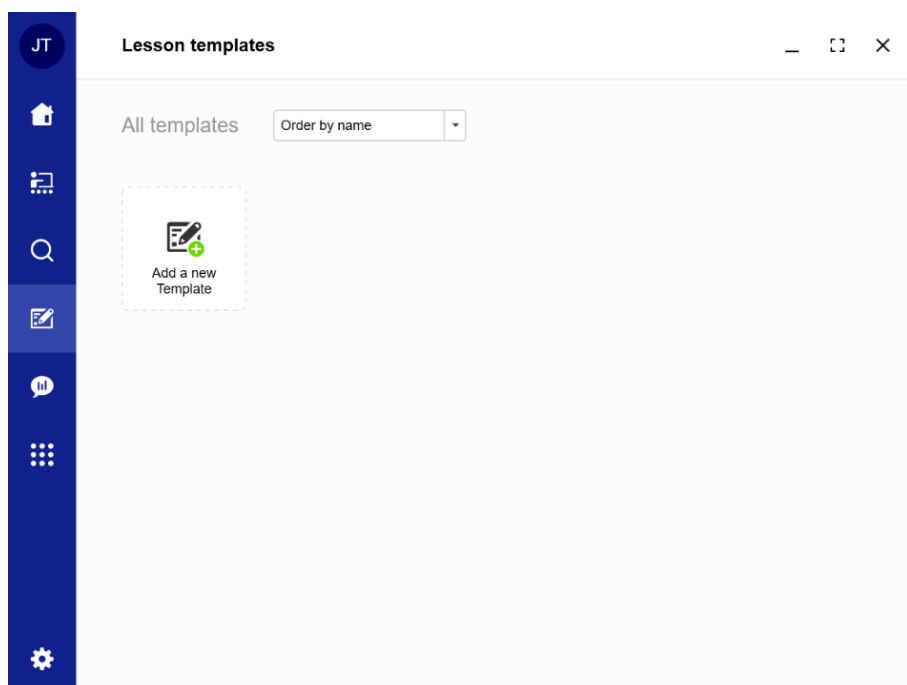 JT
Lesson templates
All templates
Order by name
Add a new
Template